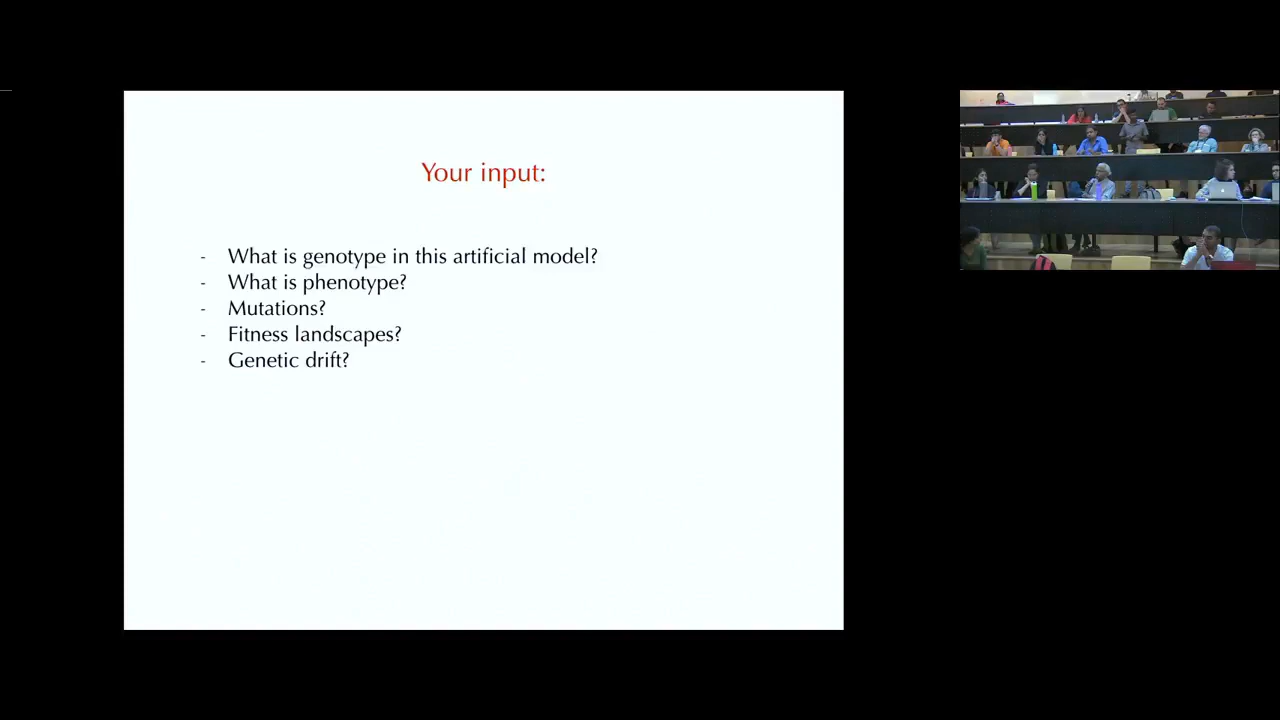 Your input:
- What is genotype in this artificial model?
- What is phenotype?
- Mutations?
- Fitness landscapes?
- Genetic drift?